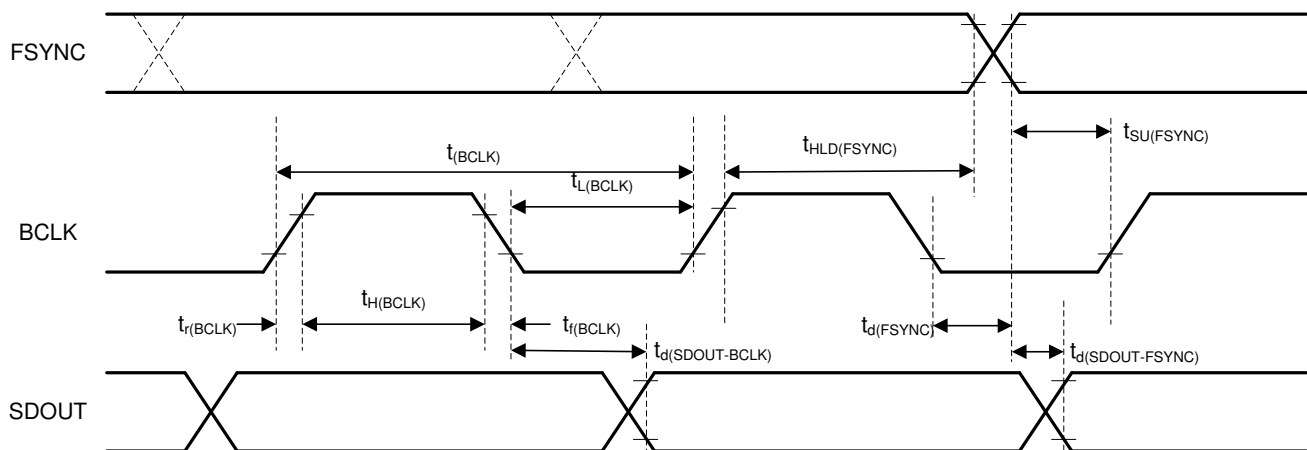 FSYNC
t(BCLK)
tL(BCLK)
tHLD(FSYNC)
tSU(FSYNC)
BCLK
tr(BCLK)
tH(BCLK)
tf(BCLK)
td(SDOUT-BCLK)
td(FSYNC)
td(SDOUT-FSYNC)
SDOUT